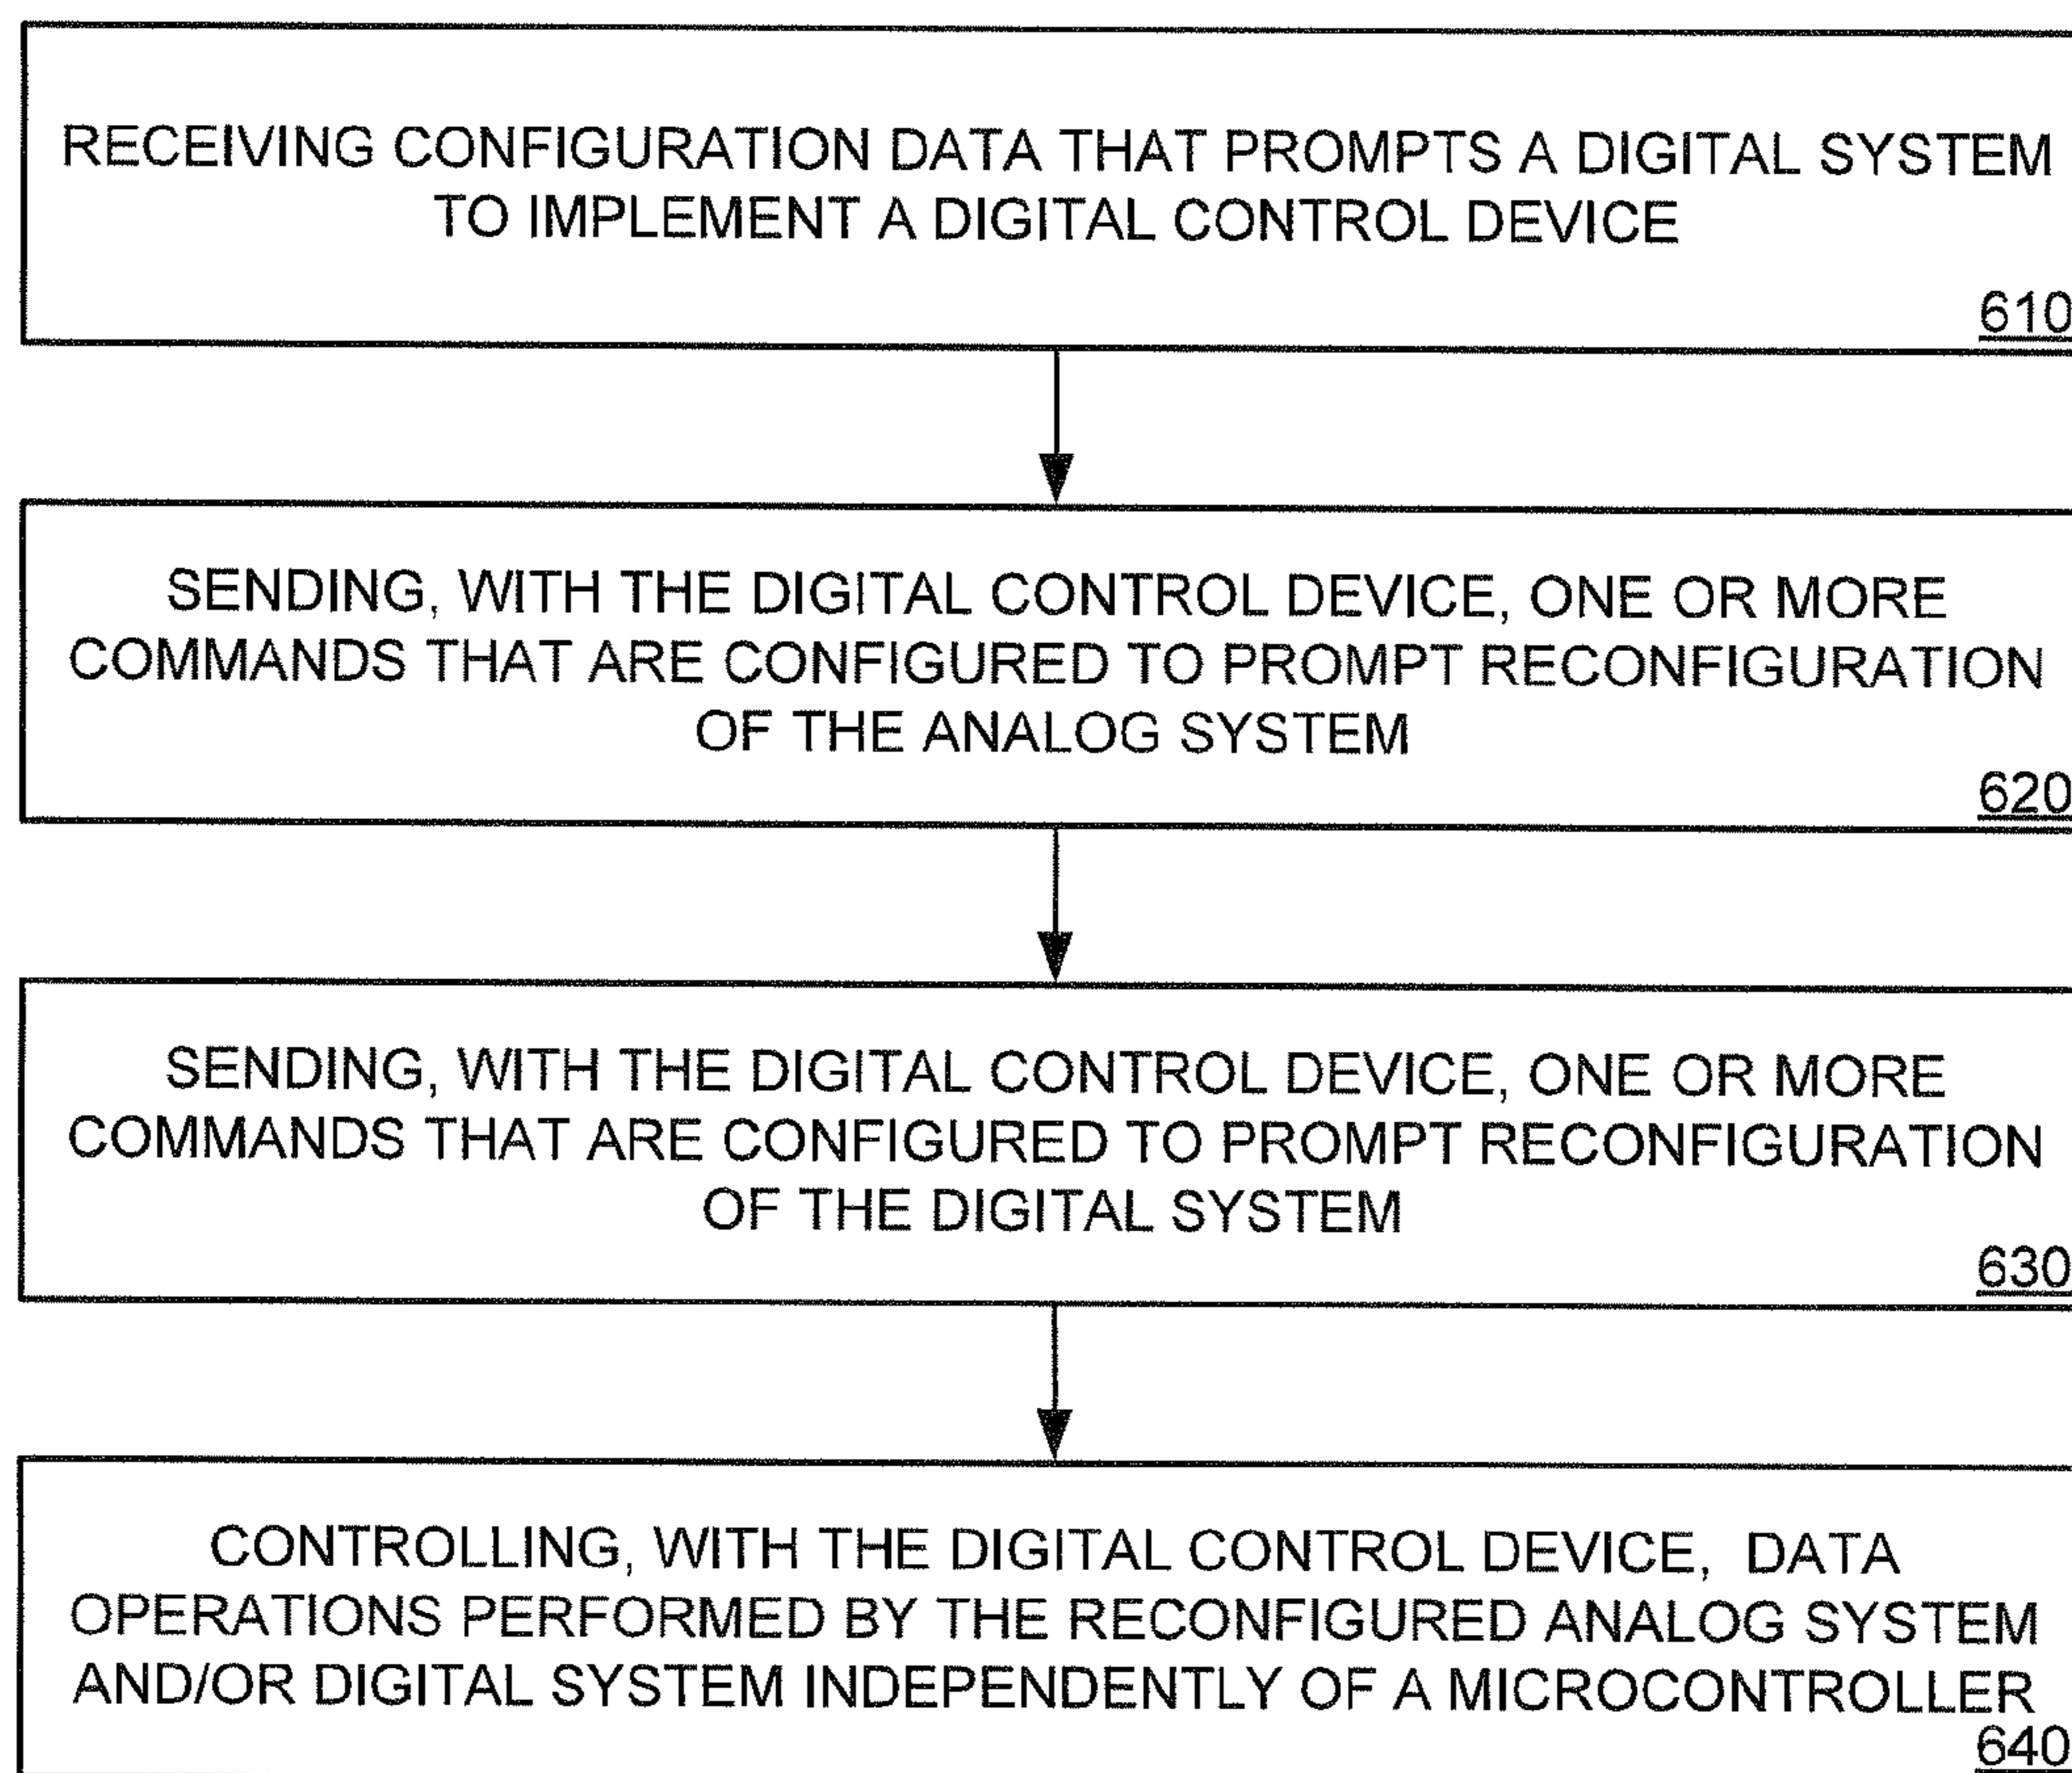 RECEIVING CONFIGURATION DATA THAT PROMPTS A DIGITAL SYSTEM
TO IMPLEMENT A DIGITAL CONTROL DEVICE
610
SENDING, WITH THE DIGITAL CONTROL DEVICE, ONE OR MORE
COMMANDS THAT ARE CONFIGURED TO PROMPT RECONFIGURATION
OF THE ANALOG SYSTEM
620
SENDING, WITH THE DIGITAL CONTROL DEVICE, ONE OR MORE
COMMANDS THAT ARE CONFIGURED TO PROMPT RECONFIGURATION
OF THE DIGITAL SYSTEM
630
CONTROLLING, WITH THE DIGITAL CONTROL DEVICE, DATA
OPERATIONS PERFORMED BY THE RECONFIGURED ANALOG SYSTEM
AND/OR DIGITAL SYSTEM INDEPENDENTLY OF A MICROCONTROLLER
640